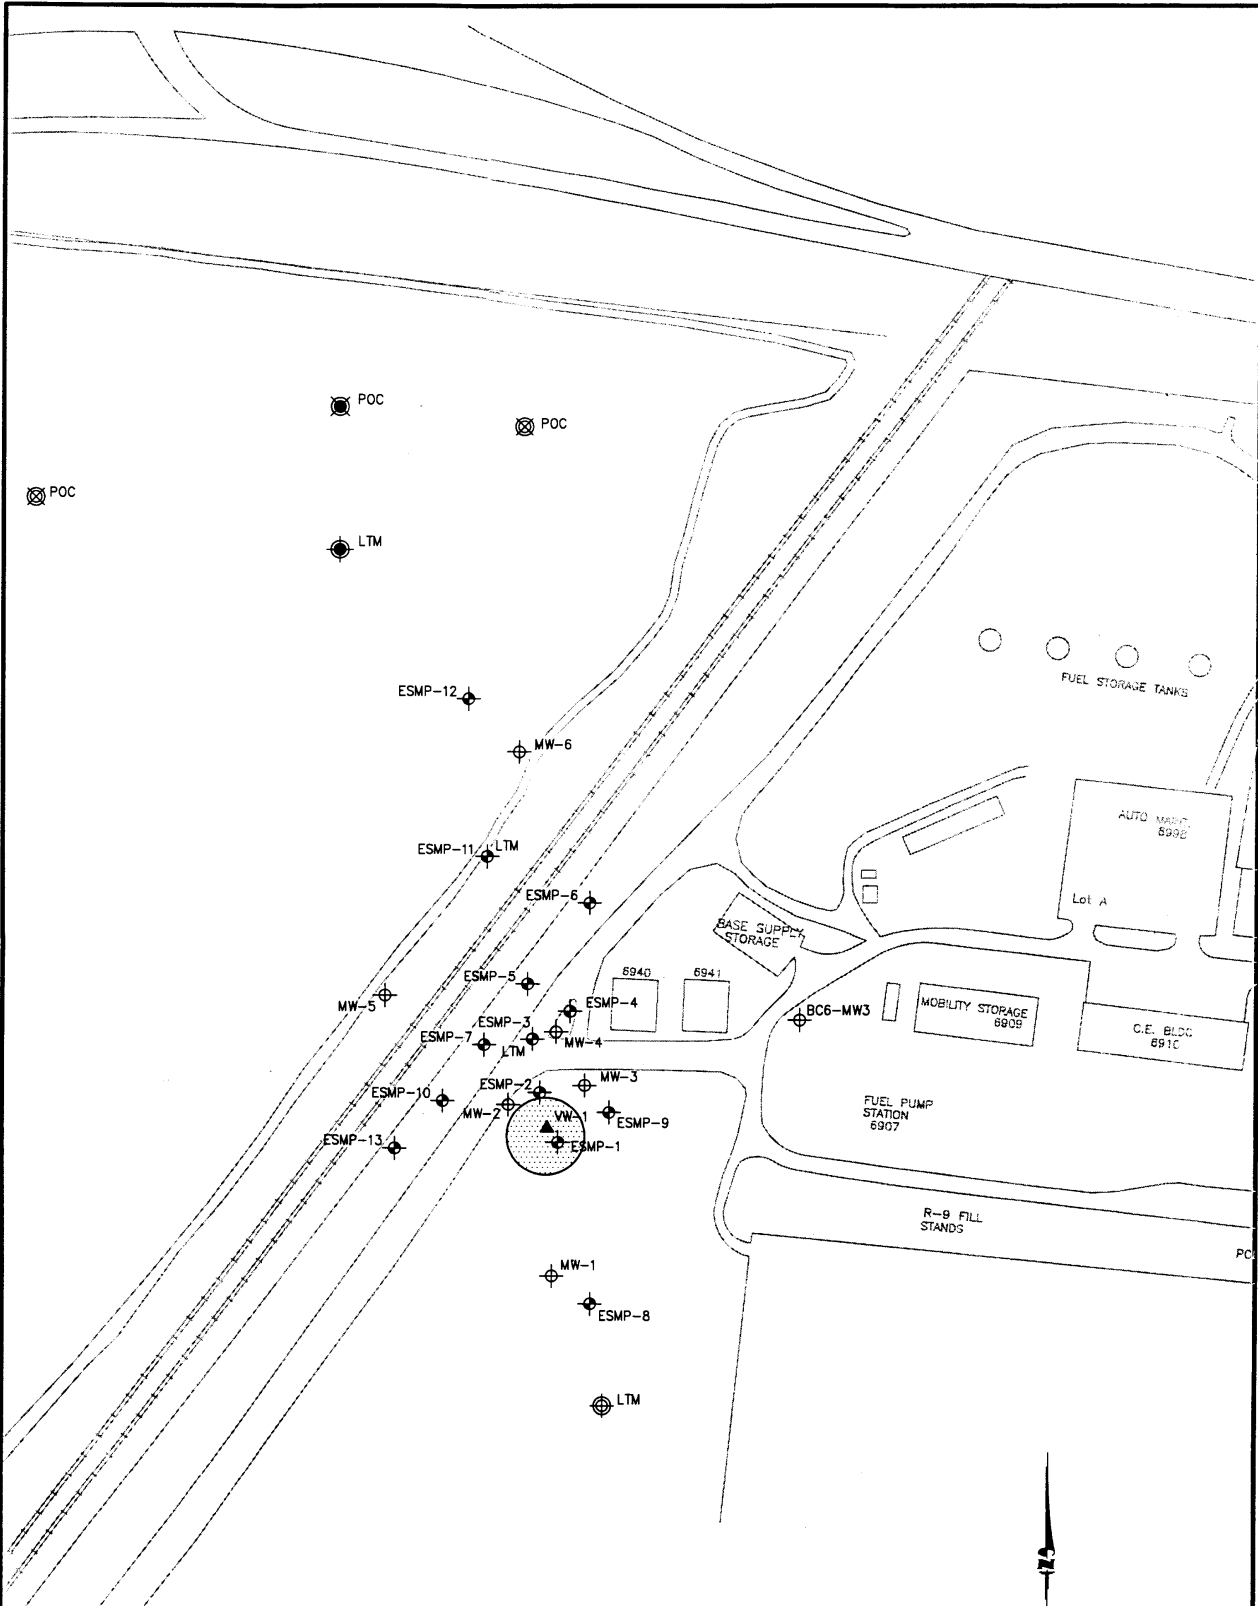 POC
POC
POC
LTM
FUEL STORAGE TANKS
ESMP-12
MW-6
AUTO
6998
ESMP-11
LTM
ESMP-6
Lot A
BASE SUPPLY
STORAGE
ESMP-5
6940
6941
MW-5
ESMP-4
MOBILITY STORAGE
6909
BC6-MW3
ESMP-3
MW-4
C.E. BLDG
6910
ESMP-7
LTM
ESMP-2
MW-3
ESMP-10
MW-2
VW-1
ESMP-9
FUEL PUMP
STATION
6907
ESMP-13
ESMP-1
R-9 FILL
STANDS
PC
MW-1
ESMP-8
LTM
N